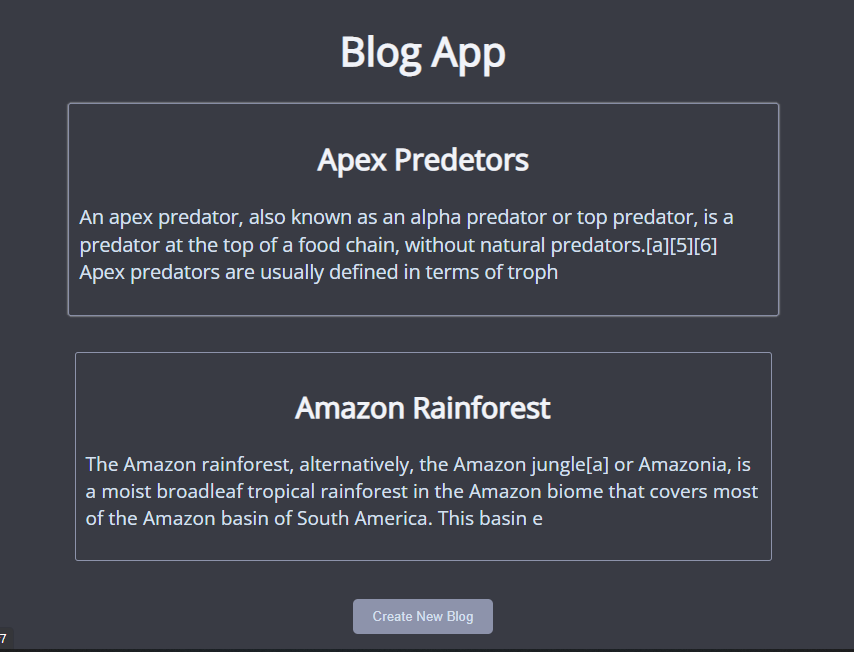 Blog App
Apex Predetors
An apex predator, also known as an alpha predator or top predator, is a
predator at the top of a food chain, without natural predators.[a][5][6]
Apex predators are usually defined in terms of troph
Amazon Rainforest
The Amazon rainforest, alternatively, the Amazon jungle[a] or Amazonia, is
a moist broadleaf tropical rainforest in the Amazon biome that covers most
of the Amazon basin of South America. This basin e
Create New Blog
7